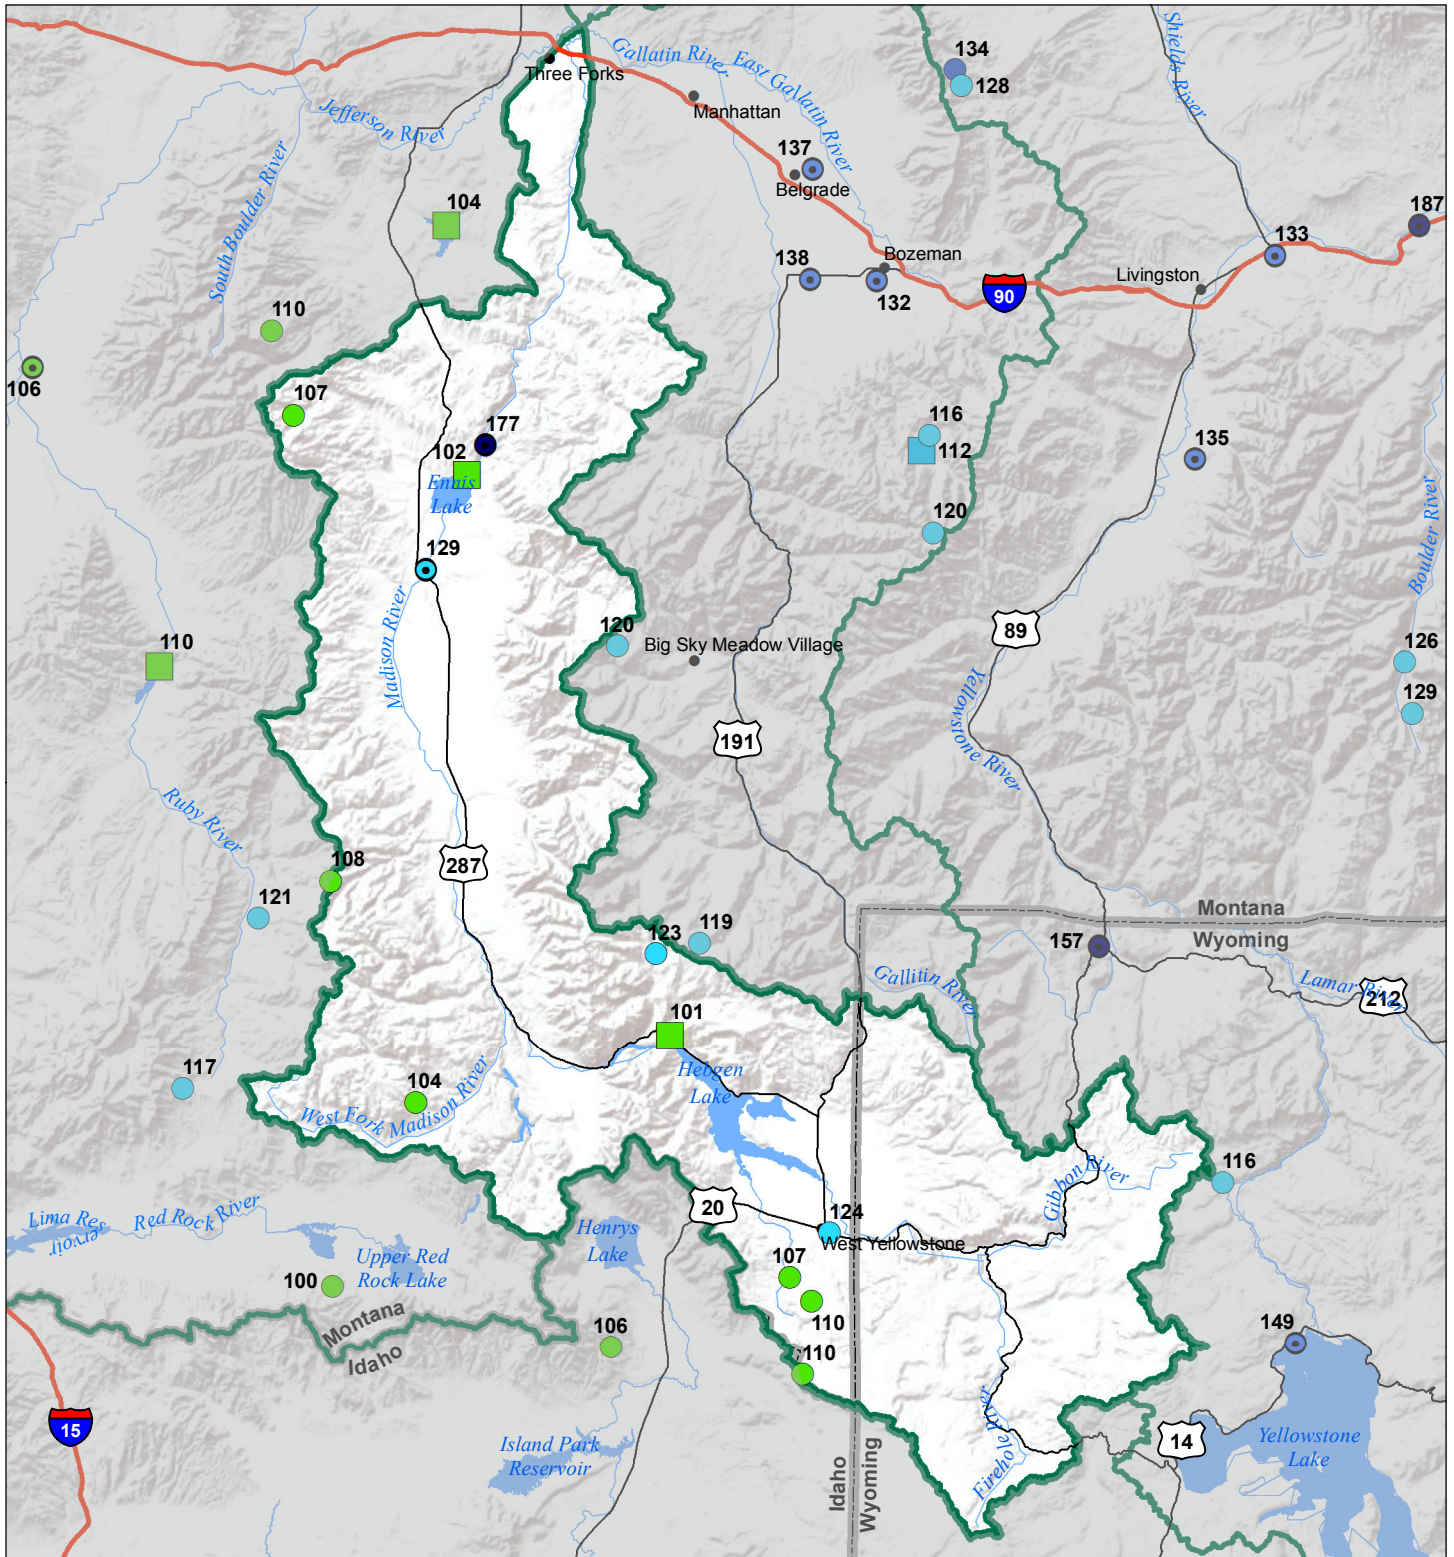 Three Forks
Gallatin River
East Gallatin River
134
128
Shields River
Manhattan
Jefferson River
137
Belgrade
South Boulder River
104
187
133
138
Bozeman
132
90
Livingston
110
106
107
116
112
177
102
Ennis
Lake
135
120
Boulder River
129
Madison River
120
Big Sky Meadow Village
89
126
110
129
191
Yellowstone River
Ruby River
108
287
121
123
119
Montana
Wyoming
157
Gallitin River
Lamar River
212
101
Hebgen
Lake
117
104
West Fork Madison River
116
Gibbon River
20
124
West Yellowstone
Lima Res
ervoir
Red Rock River
Henrys
Lake
Upper Red
Rock Lake
100
107
110
Montana
Idaho
106
110
149
15
Island Park
Reservoir
Firehole River
14
Yellowstone
Lake
Idaho
Wyoming